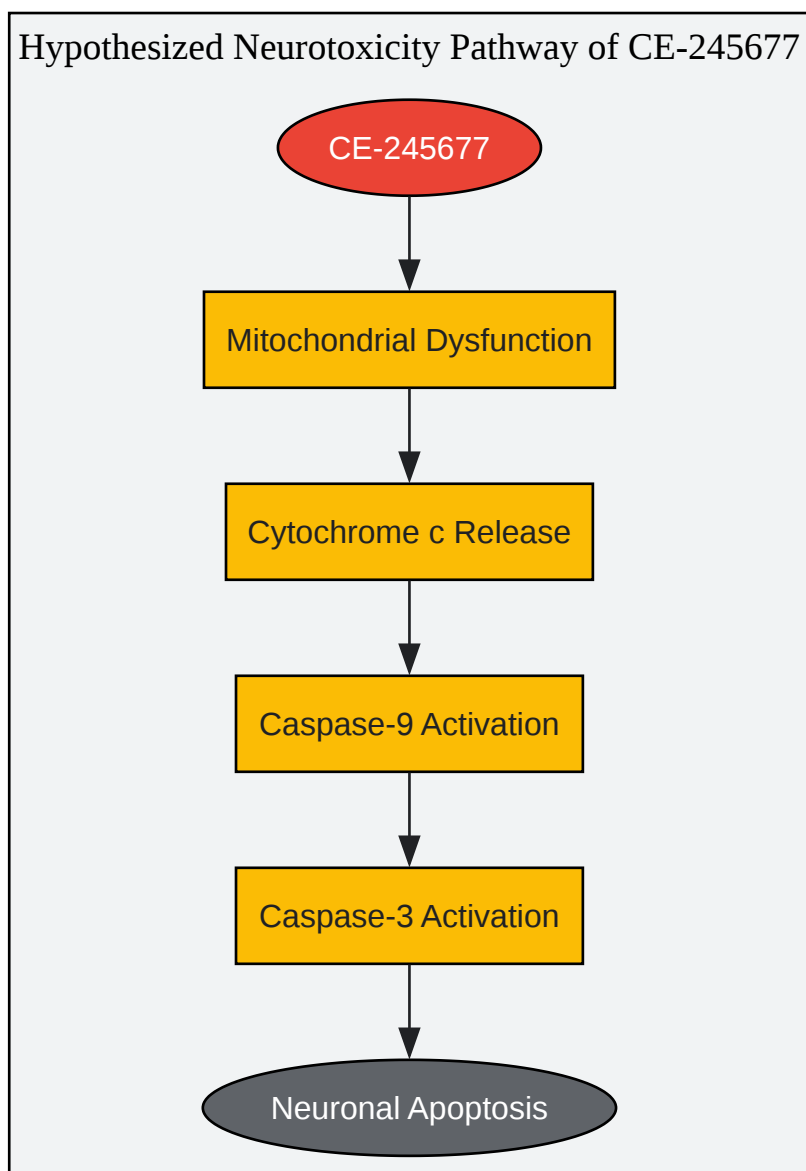 Hypothesized Neurotoxicity Pathway of CE-245677
CE-245677
Mitochondrial Dysfunction
Cytochrome c Release
Caspase-9 Activation
Caspase-3 Activation
Neuronal Apoptosis